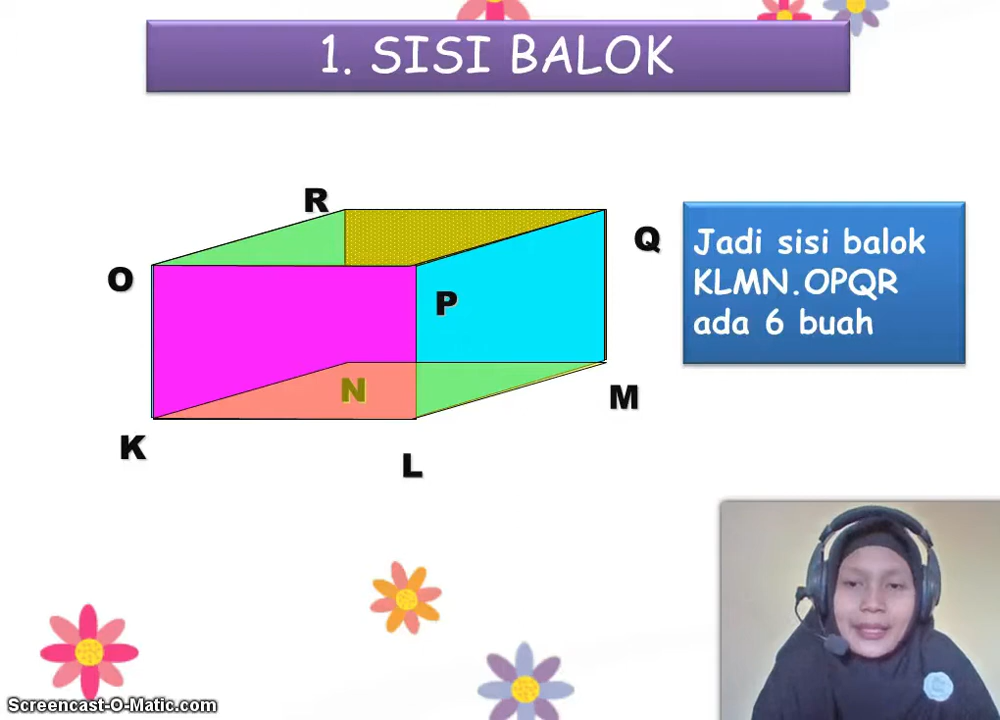 1. SISI BALOK
R
Q
O
P
N
M
K
L
Jadi sisi balok
KLMN.OPQR
ada 6 buah
Screencast-O-Matic.com